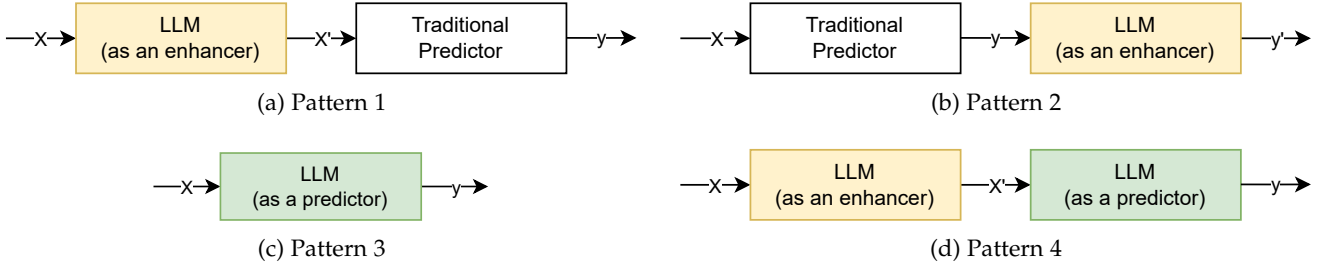 X
LLM
(as an enhancer)
X'
Traditional
Predictor
y
(a) Pattern 1
X
Traditional
Predictor
y
LLM
(as an enhancer)
y'
(b) Pattern 2
X
LLM
(as a predictor)
y
(c) Pattern 3
X
LLM
(as an enhancer)
X'
LLM
(as a predictor)
y
(d) Pattern 4